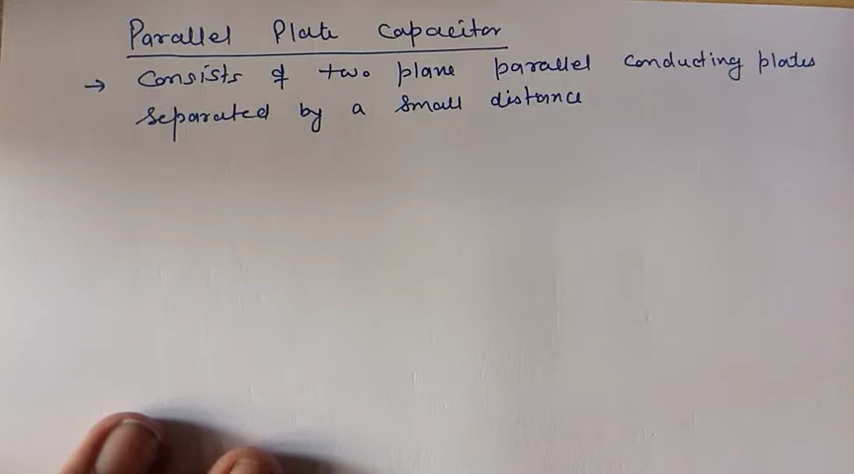 Parallel Plate Capacitor
→ Consists of two plane parallel conducting plates
separated by a small distance